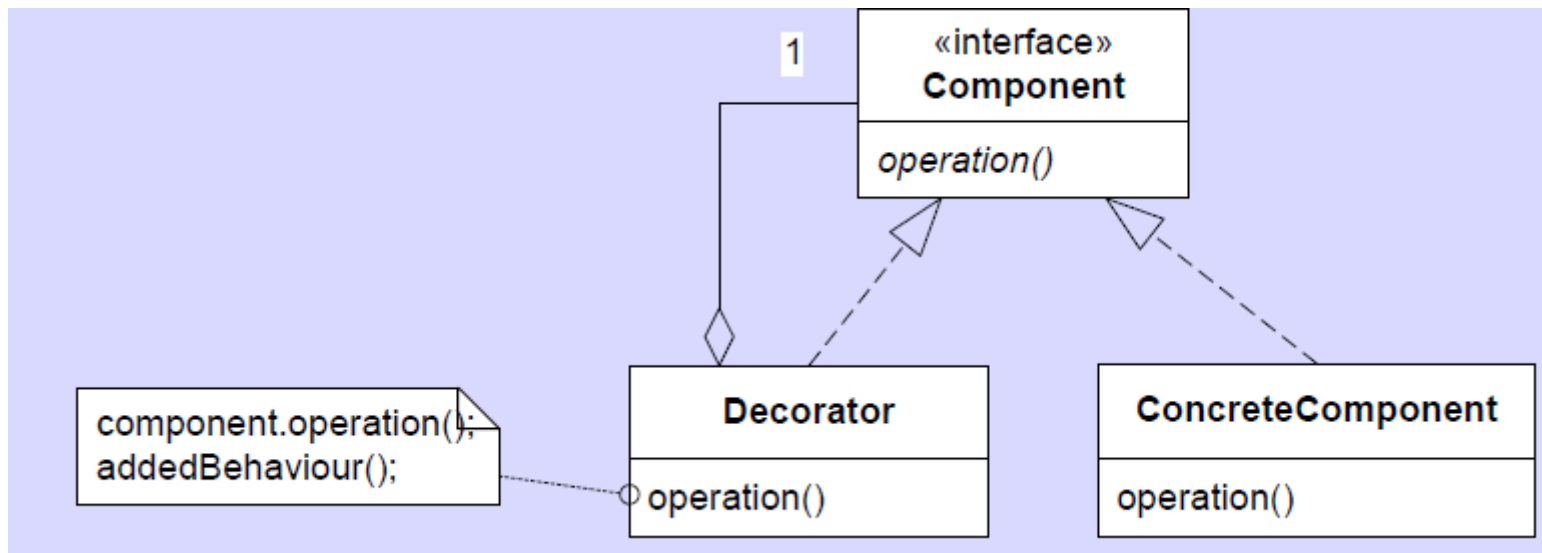 1
«interface»
Component
operation()
component.operation();
addedBehaviour();
Decorator
operation()
ConcreteComponent
operation()